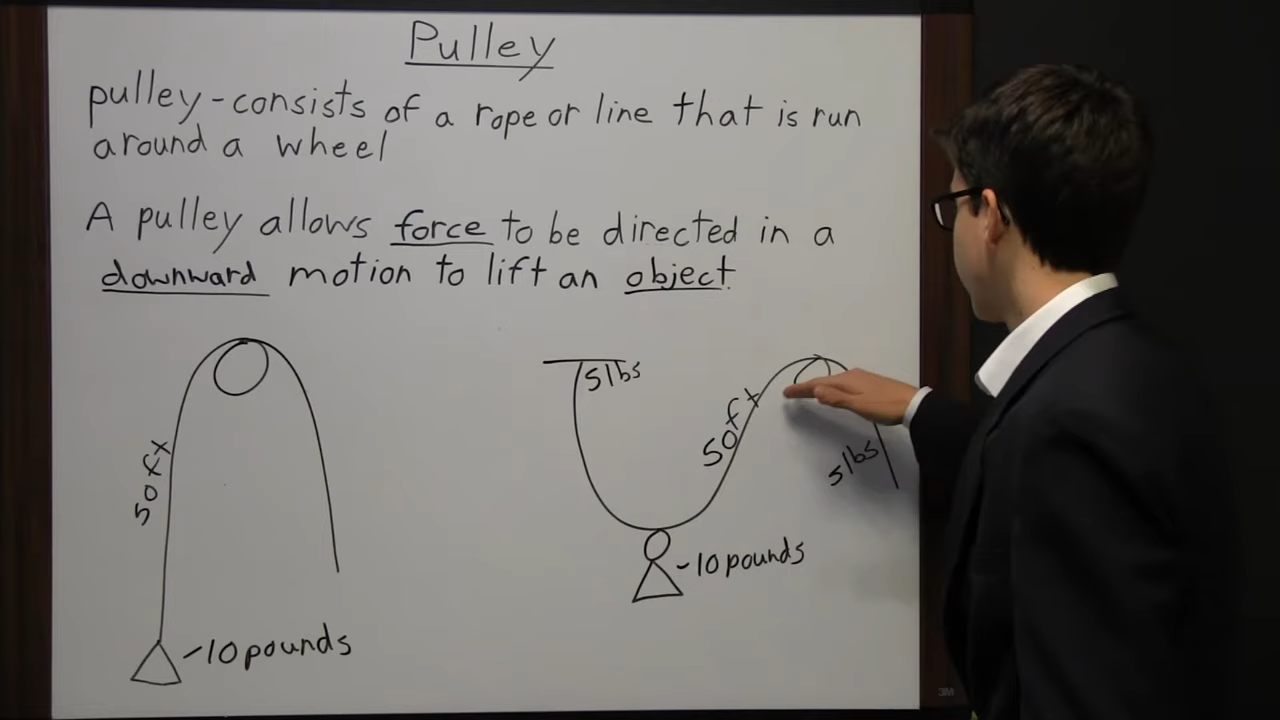 Pulley
pulley-consists of a rope or line that is run
around a wheel
A pulley allows force to be directed in a
downward motion to lift an object.
50ft
-10 pounds
5lbs
50ft
5lbs
-10 pounds
3M